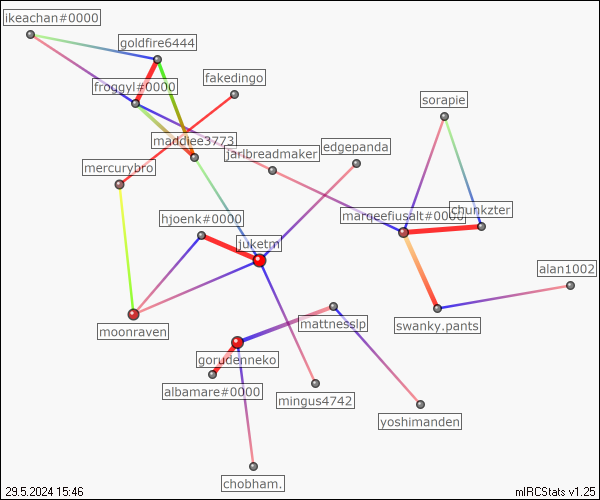 ikeachan#0000
goldfire6444
fakedingo
froggyl#0000
sorapie
maddiee3773
edgepanda
jarlbreadmaker
mercurybro
chunkzter
marqeefiusalt#0000
hjoenk#0000
juketm
alan1002
mattnesslp
swanky.pants
moonraven
gorudenneko
albamare#0000
mingus4742
yoshimanden
chobham.
29.5.2024 15:46
mIRCStats v1.25